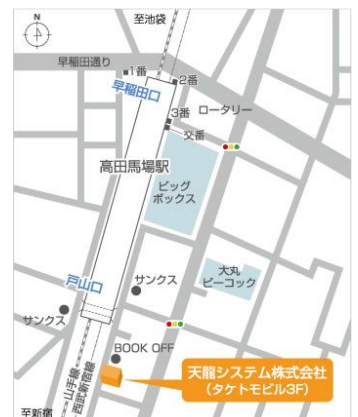 至池袋
N
早稲田通り
1番
2番
早稲田口
ロータリー
3番
交番
高田馬場駅
ビッグ
ボックス
戸山口
サンクス
大丸
ピーコック
サンクス
BOOK OFF
天龍システム株式会社
(タケトモビル3F)
山手線
西武新宿線
至新宿